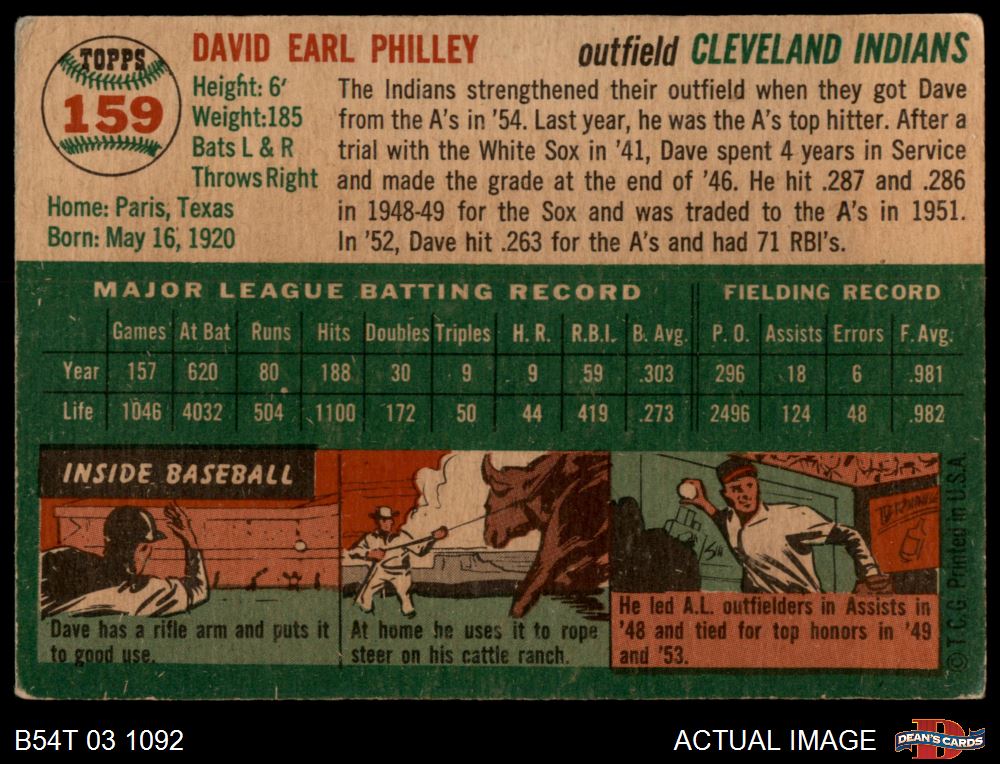 TOPPS
159
DAVID EARL PHILLEY
outfield CLEVELAND INDIANS
Height: 6'
Weight:185
Bats L & R
Throws Right
Home: Paris, Texas
Born: May 16, 1920
The Indians strengthened their outfield when they got Dave
from the A's in '54. Last year, he was the A's top hitter. After a
trial with the White Sox in '41, Dave spent 4 years in Service
and made the grade at the end of '46. He hit .287 and .286
in 1948-49 for the Sox and was traded to the A's in 1951.
In '52, Dave hit .263 for the A's and had 71 RBI's.
MAJOR LEAGUE BATTING RECORD FIELDING RECORD
Games At Bat Runs Hits Doubles Triples H. R. R.B.I. B. Avg. P. O. Assists Errors F. Avg.
Year 157 620 80 188 30 9 9 59 .303 296 18 6 .981
Life 1046 4032 504 1100 172 50 44 419 .273 2496 124 48 .982
INSIDE BASEBALL
Dave has a rifle arm and puts it
to good use.
At home he uses it to rope
steer on his cattle ranch.
He led A.L. outfielders in Assists in
'48 and tied for top honors in '49
and '53.
© T.C.G. Printed in U.S.A.
B54T 03 1092
ACTUAL IMAGE
DEAN'S CARDS